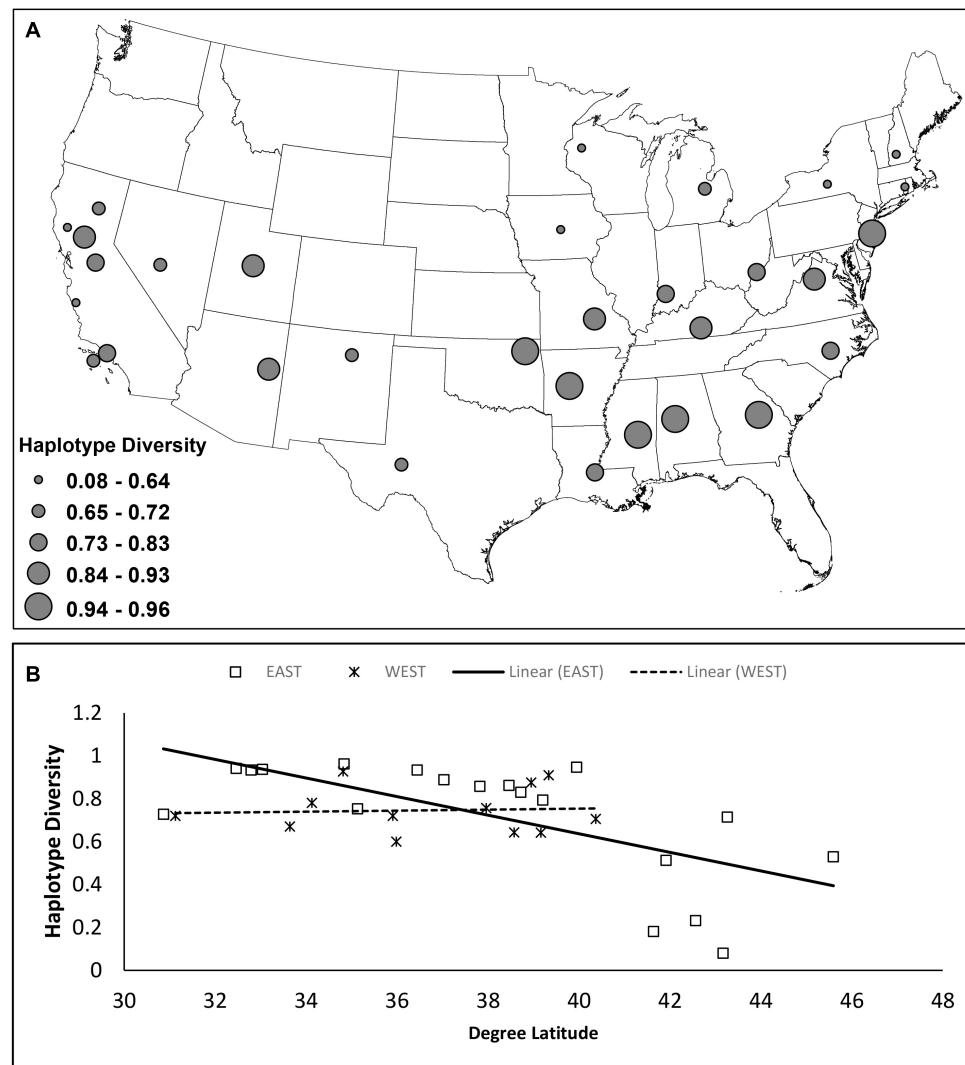 A
Haplotype Diversity
0.08 - 0.64
0.65 - 0.72
0.73 - 0.83
0.84 - 0.93
0.94 - 0.96
B
EAST WEST Linear (EAST) Linear (WEST)
1.2
1
0.8
0.6
0.4
0.2
0
Haplotype Diversity
30 32 34 36 38 40 42 44 46 48
Degree Latitude